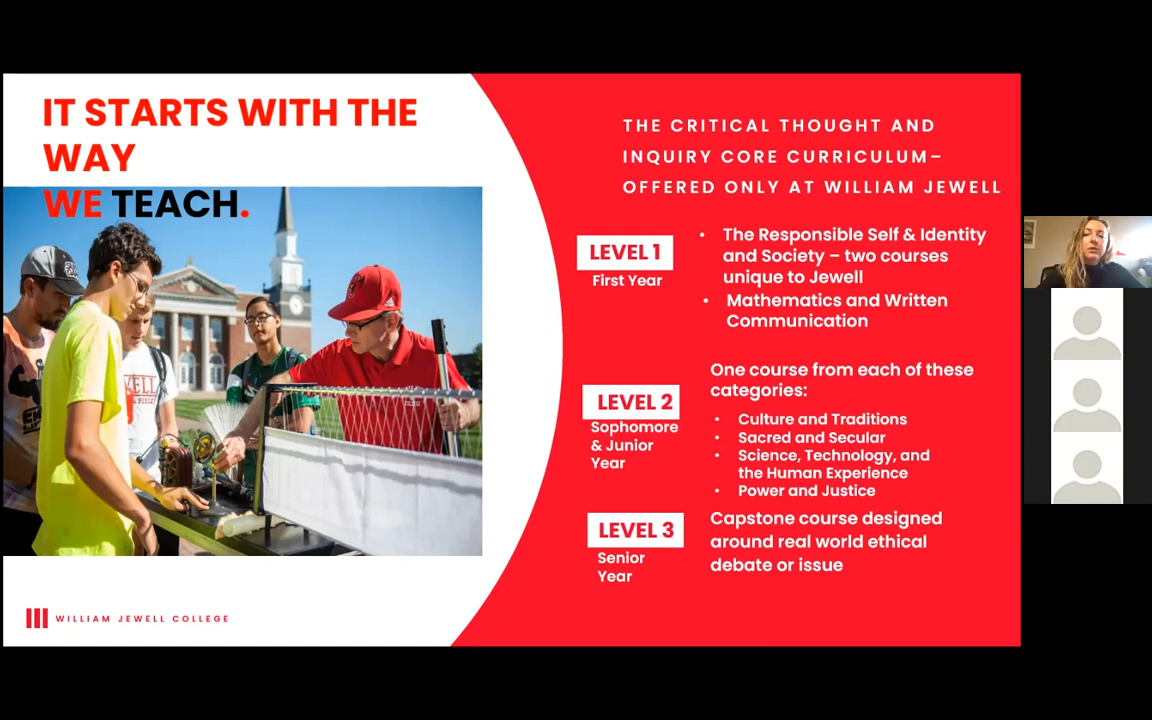 IT STARTS WITH THE
WAY
WE TEACH.
THE CRITICAL THOUGHT AND
INQUIRY CORE CURRICULUM–
OFFERED ONLY AT WILLIAM JEWELL
LEVEL 1
First Year
• The Responsible Self & Identity
and Society – two courses
unique to Jewell
• Mathematics and Written
Communication
LEVEL 2
Sophomore
& Junior
Year
One course from each of these
categories:
• Culture and Traditions
• Sacred and Secular
• Science, Technology, and
the Human Experience
• Power and Justice
LEVEL 3
Senior
Year
Capstone course designed
around real world ethical
debate or issue
WILLIAM JEWELL COLLEGE